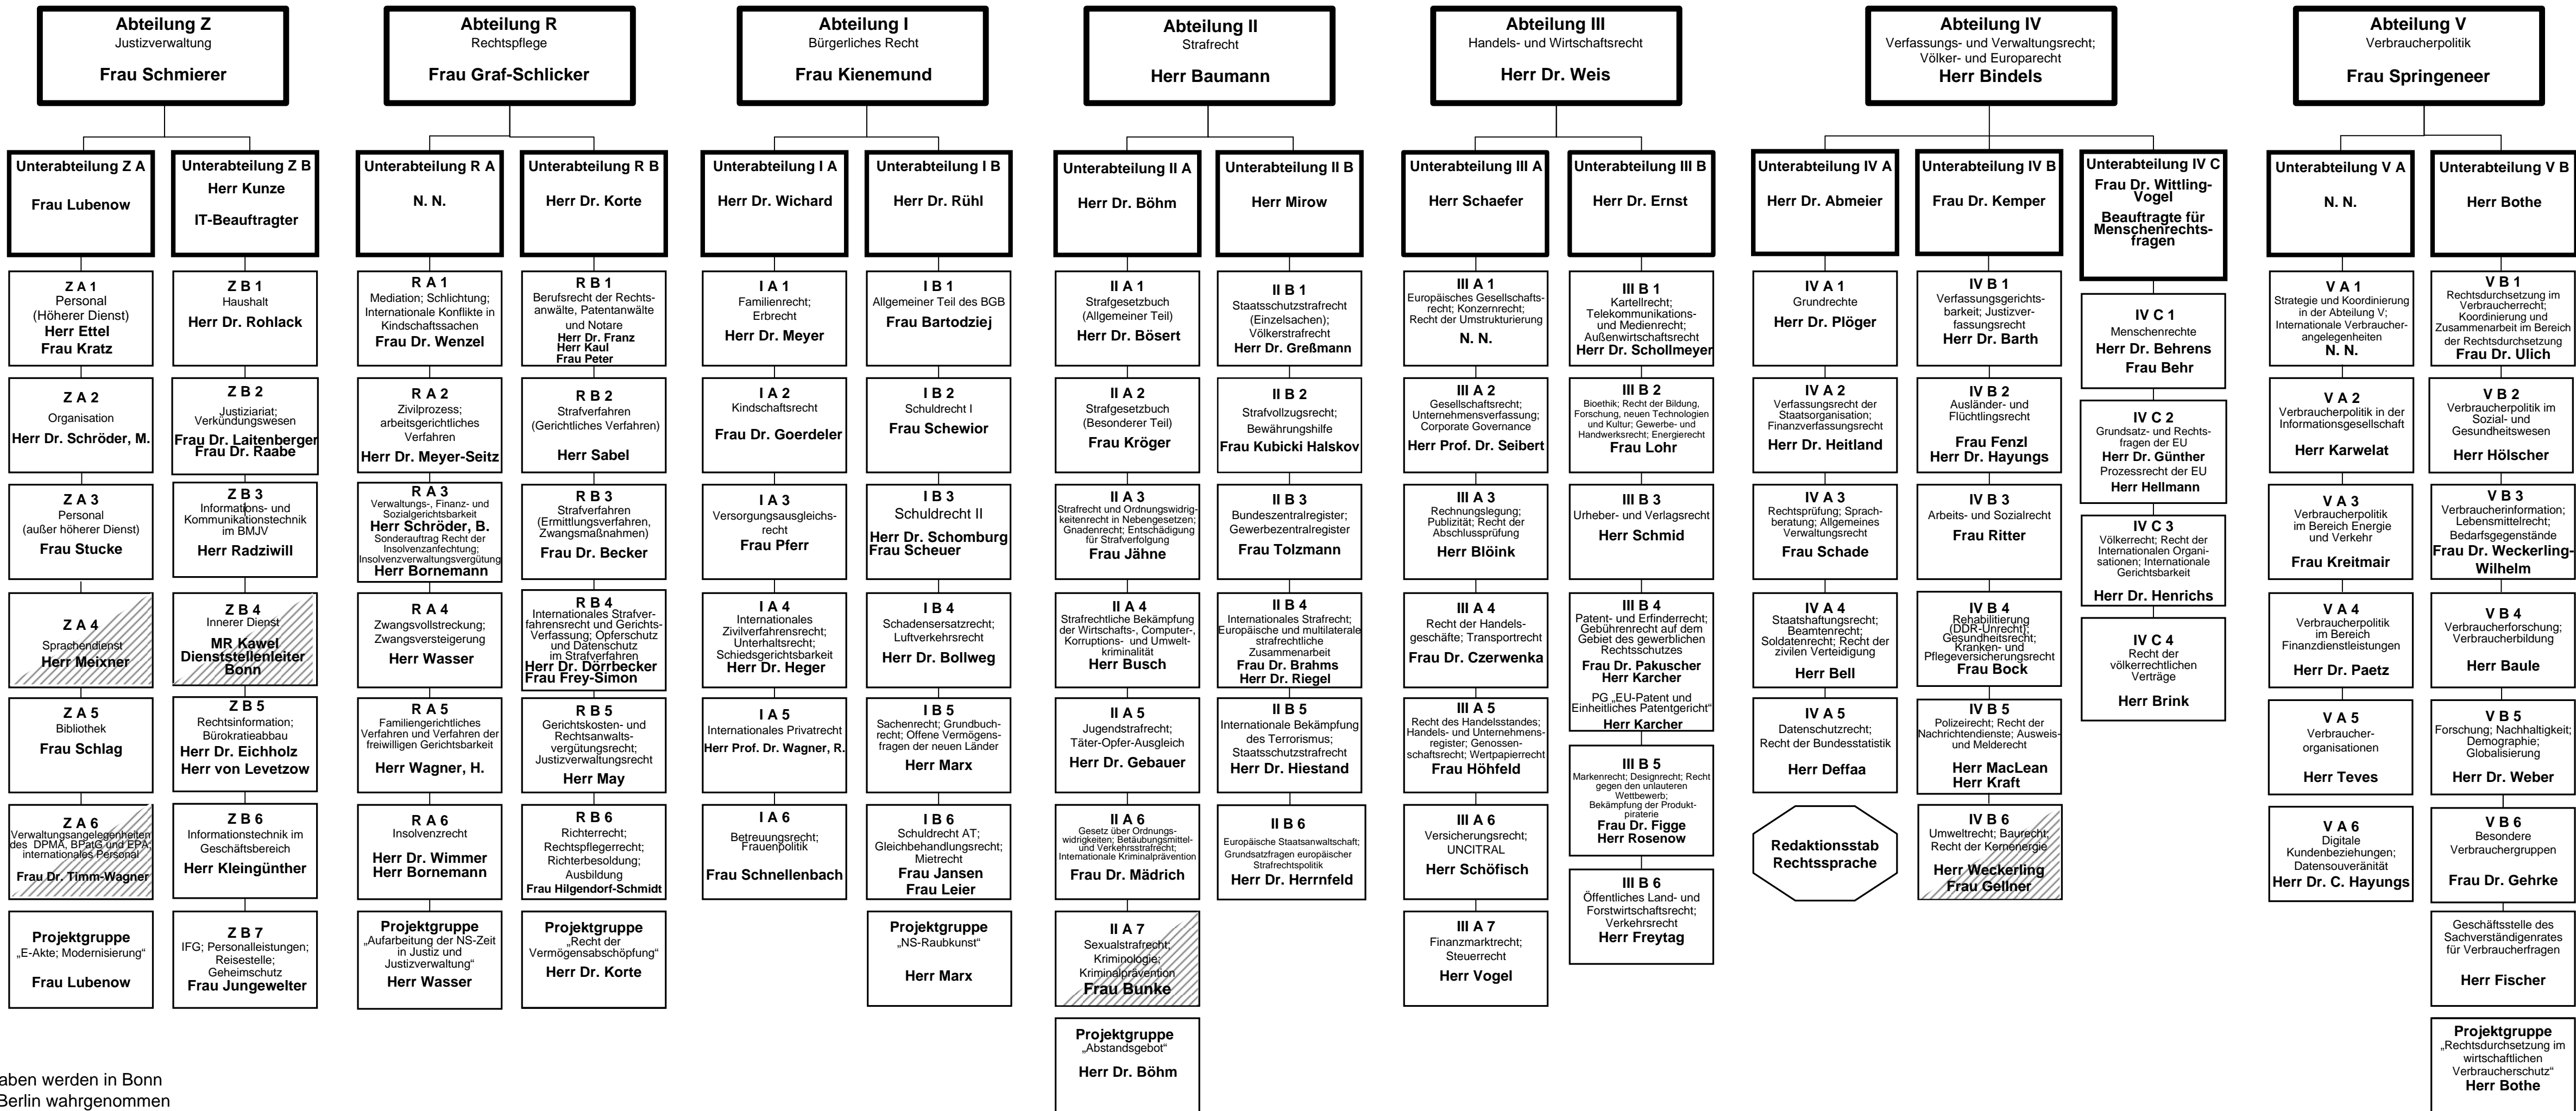 Abteilung Z
Justizverwaltung
Frau Schmierer
Abteilung R
Rechtspflege
Frau Graf-Schlicker
Abteilung I
Bürgerliches Recht
Frau Kienemund
Abteilung II
Strafrecht
Herr Baumann
Abteilung III
Handels- und Wirtschaftsrecht
Herr Dr. Weis
Abteilung IV
Verfassungs- und Verwaltungsrecht;
Völker- und Europarecht
Herr Bindels
Abteilung V
Verbraucherpolitik
Frau Springeneer
Unterabteilung Z A
Frau Lubenow
Z A 1
Personal
(Höherer Dienst)
Herr Ettel
Frau Kratz
Z A 2
Organisation
Herr Dr. Schröder, M.
Z A 3
Personal
(außer höherer Dienst)
Frau Stucke
Z A 4
Sprachendienst
Herr Meixner
Z A 5
Bibliothek
Frau Schlag
Z A 6
Verwaltungsangelegenheiten
des DPMA, BPatG und EPA;
internationales Personal
Frau Dr. Timm-Wagner
Projektgruppe
„E-Akte; Modernisierung“
Frau Lubenow
Unterabteilung Z B
Herr Kunze
IT-Beauftragter
Z B 1
Haushalt
Herr Dr. Rohlack
Z B 2
Justiziariat;
Verkündungswesen
Frau Dr. Laitenberger
Frau Dr. Raabe
Z B 3
Informations- und
Kommunikationstechnik
im BMJV
Herr Radziwill
Z B 4
Innerer Dienst
MR Kawel
Dienststellenleiter
Bonn
Z B 5
Rechtsinformation;
Bürokratieabbau
Herr Dr. Eichholz
Herr von Levetzow
Z B 6
Informationstechnik im
Geschäftsbereich
Herr Kleingünther
Z B 7
IFG; Personalleistungen;
Reisestelle;
Geheimschutz
Frau Jungewelter
Unterabteilung R A
N. N.
R A 1
Mediation; Schlichtung;
Internationale Konflikte in
Kindschaftssachen
Frau Dr. Wenzel
R A 2
Zivilprozess;
arbeitsgerichtliches
Verfahren
Herr Dr. Meyer-Seitz
R A 3
Verwaltungs-, Finanz- und
Sozialgerichtsbarkeit
Herr Schröder, B.
Sonderauftrag Recht der
Insolvenzanfechtung;
Insolvenzverwaltungsvergütung
Herr Bornemann
R A 4
Zwangsvollstreckung;
Zwangsversteigerung
Herr Wasser
R A 5
Familiengerichtliches
Verfahren und Verfahren der
freiwilligen Gerichtsbarkeit
Herr Wagner, H.
R A 6
Insolvenzrecht
Herr Dr. Wimmer
Herr Bornemann
Projektgruppe
„Aufarbeitung der NS-Zeit
in Justiz und
Justizverwaltung“
Herr Wasser
Unterabteilung R B
Herr Dr. Korte
R B 1
Berufsrecht der Rechts-
anwälte, Patentanwälte
und Notare
Herr Dr. Franz
Herr Kaul
Frau Peter
R B 2
Strafverfahren
(Gerichtliches Verfahren)
Herr Sabel
R B 3
Strafverfahren
(Ermittlungsverfahren,
Zwangsmaßnahmen)
Frau Dr. Becker
R B 4
Internationales Strafver-
fahrensrecht und Gerichts-
Verfassung; Opferschutz
und Datenschutz
im Strafverfahren
Herr Dr. Dörrbecker
Frau Frey-Simon
R B 5
Gerichtskosten- und
Rechtsanwalts-
vergütungsrecht;
Justizverwaltungsrecht
Herr May
R B 6
Richterrecht;
Rechtspflegerrecht;
Richterbesoldung;
Ausbildung
Frau Hilgendorf-Schmidt
Projektgruppe
„Recht der
Vermögensabschöpfung“
Herr Dr. Korte
Unterabteilung I A
Herr Dr. Wichard
I A 1
Familienrecht;
Erbrecht
Herr Dr. Meyer
I A 2
Kindschaftsrecht
Frau Dr. Goerdeler
I A 3
Versorgungsausgleichs-
recht
Frau Pferr
I A 4
Internationales
Zivilverfahrensrecht;
Unterhaltsrecht;
Schiedsgerichtsbarkeit
Herr Dr. Heger
I A 5
Internationales Privatrecht
Herr Prof. Dr. Wagner, R.
I A 6
Betreuungsrecht;
Frauenpolitik
Frau Schnellenbach
Unterabteilung I B
Herr Dr. Rühl
I B 1
Allgemeiner Teil des BGB
Frau Bartodziej
I B 2
Schuldrecht I
Frau Schewior
I B 3
Schuldrecht II
Herr Dr. Schomburg
Frau Scheuer
I B 4
Schadensersatzrecht;
Luftverkehrsrecht
Herr Dr. Bollweg
I B 5
Sachenrecht; Grundbuch-
recht; Offene Vermögens-
fragen der neuen Länder
Herr Marx
I B 6
Schuldrecht AT;
Gleichbehandlungsrecht;
Mietrecht
Frau Jansen
Frau Leier
Projektgruppe
„NS-Raubkunst“
Herr Marx
Unterabteilung II A
Herr Dr. Böhm
II A 1
Strafgesetzbuch
(Allgemeiner Teil)
Herr Dr. Bösert
II A 2
Strafgesetzbuch
(Besonderer Teil)
Frau Kröger
II A 3
Strafrecht und Ordnungswidrig-
keitenrecht in Nebengesetzen;
Gnadenrecht; Entschädigung
für Strafverfolgung
Frau Jähne
II A 4
Strafrechtliche Bekämpfung
der Wirtschafts-, Computer-,
Korruptions- und Umwelt-
kriminalität
Herr Busch
II A 5
Jugendstrafrecht;
Täter-Opfer-Ausgleich
Herr Dr. Gebauer
II A 6
Gesetz über Ordnungs-
widrigkeiten; Betäubungsmittel-
und Verkehrsstrafrecht;
Internationale Kriminalprävention
Frau Dr. Mädrich
II A 7
Sexualstrafrecht;
Kriminologie;
Kriminalprävention
Frau Bunke
Projektgruppe
„Abstandsgebot“
Herr Dr. Böhm
Unterabteilung II B
Herr Mirow
II B 1
Staatsschutzstrafrecht
(Einzelsachen);
Völkerstrafrecht
Herr Dr. Greßmann
II B 2
Strafvollzugsrecht;
Bewährungshilfe
Frau Kubicki Halskov
II B 3
Bundeszentralregister;
Gewerbezentralregister
Frau Tolzmann
II B 4
Internationales Strafrecht;
Europäische und multilaterale
strafrechtliche
Zusammenarbeit
Frau Dr. Brahms
Herr Dr. Riegel
II B 5
Internationale Bekämpfung
des Terrorismus;
Staatsschutzstrafrecht
Herr Dr. Hiestand
II B 6
Europäische Staatsanwaltschaft;
Grundsatzfragen europäischer
Strafrechtspolitik
Herr Dr. Herrnfeld
Unterabteilung III A
Herr Schaefer
III A 1
Europäisches Gesellschafts-
recht; Konzernrecht;
Recht der Umstrukturierung
N. N.
III A 2
Gesellschaftsrecht;
Unternehmensverfassung;
Corporate Governance
Herr Prof. Dr. Seibert
III A 3
Rechnungslegung;
Publizität; Recht der
Abschlussprüfung
Herr Blöink
III A 4
Recht der Handels-
geschäfte; Transportrecht
Frau Dr. Czerwenka
III A 5
Recht des Handelsstandes;
Handels- und Unternehmens-
register; Genossen-
schaftsrecht; Wertpapierrecht
Frau Höhfeld
III A 6
Versicherungsrecht;
UNCITRAL
Herr Schöfisch
III A 7
Finanzmarktrecht;
Steuerrecht
Herr Vogel
Unterabteilung III B
Herr Dr. Ernst
III B 1
Kartellrecht;
Telekommunikations-
und Medienrecht;
Außenwirtschaftsrecht
Herr Dr. Schollmeyer
III B 2
Bioethik; Recht der Bildung,
Forschung, neuen Technologien
und Kultur; Gewerbe- und
Handwerksrecht; Energierecht
Frau Lohr
III B 3
Urheber- und Verlagsrecht
Herr Schmid
III B 4
Patent- und Erfinderrecht;
Gebührenrecht auf dem
Gebiet des gewerblichen
Rechtsschutzes
Frau Dr. Pakuscher
Herr Karcher
PG „EU-Patent und
Einheitliches Patentgericht“
Herr Karcher
III B 5
Markenrecht; Designrecht; Recht
gegen den unlauteren
Wettbewerb;
Bekämpfung der Produkt-
piraterie
Frau Dr. Figge
Herr Rosenow
III B 6
Öffentliches Land- und
Forstwirtschaftsrecht;
Verkehrsrecht
Herr Freytag
Unterabteilung IV A
Herr Dr. Abmeier
IV A 1
Grundrechte
Herr Dr. Plöger
IV A 2
Verfassungsrecht der
Staatsorganisation;
Finanzverfassungsrecht
Herr Dr. Heitland
IV A 3
Rechtsprüfung; Sprach-
beratung; Allgemeines
Verwaltungsrecht
Frau Schade
IV A 4
Staatshaftungsrecht;
Beamtenrecht;
Soldatenrecht; Recht der
zivilen Verteidigung
Herr Bell
IV A 5
Datenschutzrecht;
Recht der Bundesstatistik
Herr Deffaa
Redaktionsstab
Rechtssprache
Unterabteilung IV B
Frau Dr. Kemper
IV B 1
Verfassungsgerichts-
barkeit; Justizver-
fassungsrecht
Herr Dr. Barth
IV B 2
Ausländer- und
Flüchtlingsrecht
Frau Fenzl
Herr Dr. Hayungs
IV B 3
Arbeits- und Sozialrecht
Frau Ritter
IV B 4
Rehabilitierung
(DDR-Unrecht);
Gesundheitsrecht;
Kranken- und
Pflegeversicherungsrecht
Frau Bock
IV B 5
Polizeirecht; Recht der
Nachrichtendienste; Ausweis-
und Melderecht
Herr MacLean
Herr Kraft
IV B 6
Umweltrecht; Baurecht;
Recht der Kernenergie
Herr Weckerling
Frau Gellner
Unterabteilung IV C
Frau Dr. Wittling-
Vogel
Beauftragte für
Menschenrechts-
fragen
IV C 1
Menschenrechte
Herr Dr. Behrens
Frau Behr
IV C 2
Grundsatz- und Rechts-
fragen der EU
Herr Dr. Günther
Prozessrecht der EU
Herr Hellmann
IV C 3
Völkerrecht; Recht der
Internationalen Organi-
sationen; Internationale
Gerichtsbarkeit
Herr Dr. Henrichs
IV C 4
Recht der
völkerrechtlichen
Verträge
Herr Brink
Unterabteilung V A
N. N.
V A 1
Strategie und Koordinierung
in der Abteilung V;
Internationale Verbraucher-
angelegenheiten
N. N.
V A 2
Verbraucherpolitik in der
Informationsgesellschaft
Herr Karwelat
V A 3
Verbraucherpolitik
im Bereich Energie
und Verkehr
Frau Kreitmair
V A 4
Verbraucherpolitik
im Bereich
Finanzdienstleistungen
Herr Dr. Paetz
V A 5
Verbraucher-
organisationen
Herr Teves
V A 6
Digitale
Kundenbeziehungen;
Datensouveränität
Herr Dr. C. Hayungs
Unterabteilung V B
Herr Bothe
V B 1
Rechtsdurchsetzung im
Verbraucherrecht;
Koordinierung und
Zusammenarbeit im Bereich
der Rechtsdurchsetzung
Frau Dr. Ulich
V B 2
Verbraucherpolitik im
Sozial- und
Gesundheitswesen
Herr Hölscher
V B 3
Verbraucherinformation;
Lebensmittelrecht;
Bedarfsgegenstände
Frau Dr. Weckerling-
Wilhelm
V B 4
Verbraucherforschung;
Verbraucherbildung
Herr Baule
V B 5
Forschung; Nachhaltigkeit;
Demographie;
Globalisierung
Herr Dr. Weber
V B 6
Besondere
Verbrauchergruppen
Frau Dr. Gehrke
Geschäftsstelle des
Sachverständigenrates
für Verbraucherfragen
Herr Fischer
Projektgruppe
„Rechtsdurchsetzung im
wirtschaftlichen
Verbraucherschutz“
Herr Bothe
aben werden in Bonn
Berlin wahrgenommen